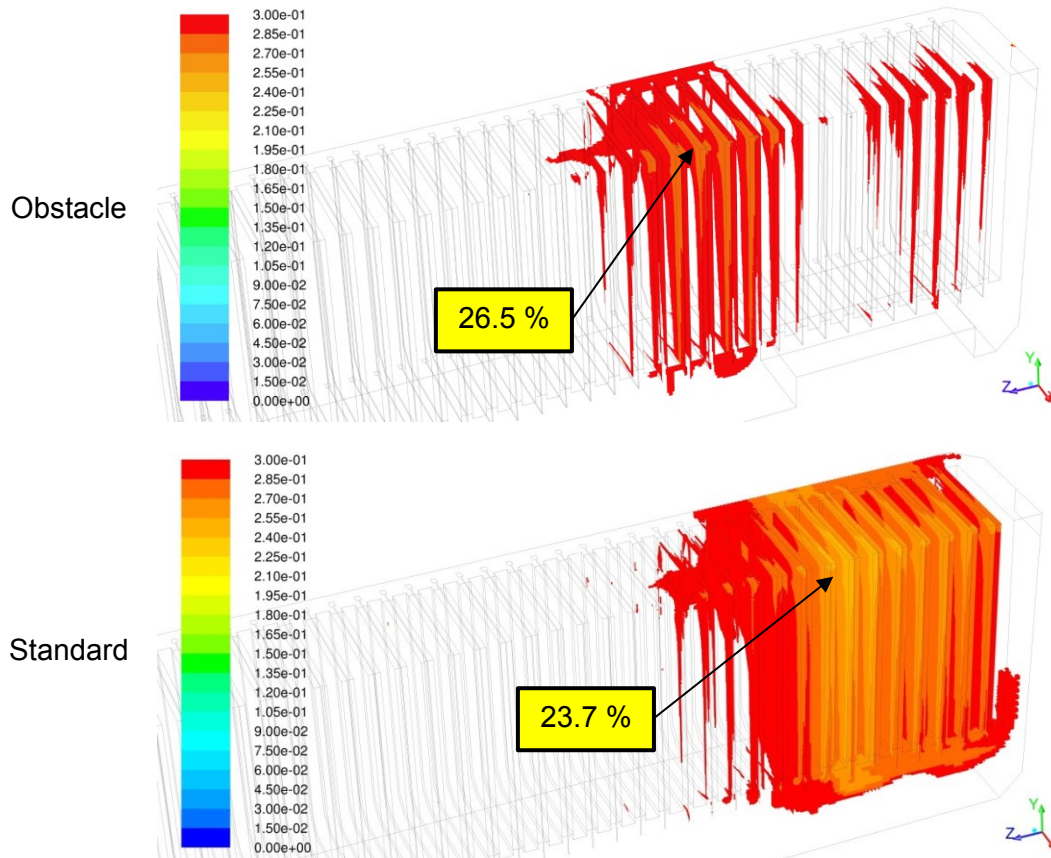 3.00e-01
2.85e-01
2.70e-01
2.55e-01
2.40e-01
2.25e-01
2.10e-01
1.95e-01
1.80e-01
1.65e-01
1.50e-01
1.35e-01
1.20e-01
1.05e-01
9.00e-02
7.50e-02
6.00e-02
4.50e-02
3.00e-02
1.50e-02
0.00e+00
Obstacle
26.5 %
Y
Z
3.00e-01
2.85e-01
2.70e-01
2.55e-01
2.40e-01
2.25e-01
2.10e-01
1.95e-01
1.80e-01
1.65e-01
1.50e-01
1.35e-01
1.20e-01
1.05e-01
9.00e-02
7.50e-02
6.00e-02
4.50e-02
3.00e-02
1.50e-02
0.00e+00
Standard
23.7 %
Y
Z